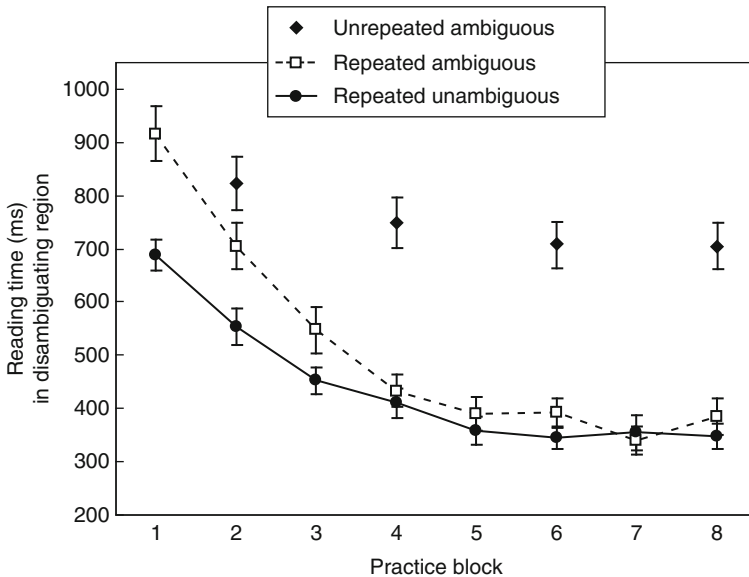 Unrepeated ambiguous
Repeated ambiguous
Repeated unambiguous
1000
900
800
700
600
500
400
300
200
Reading time (ms)
in disambiguating region
1 2 3 4 5 6 7 8
Practice block